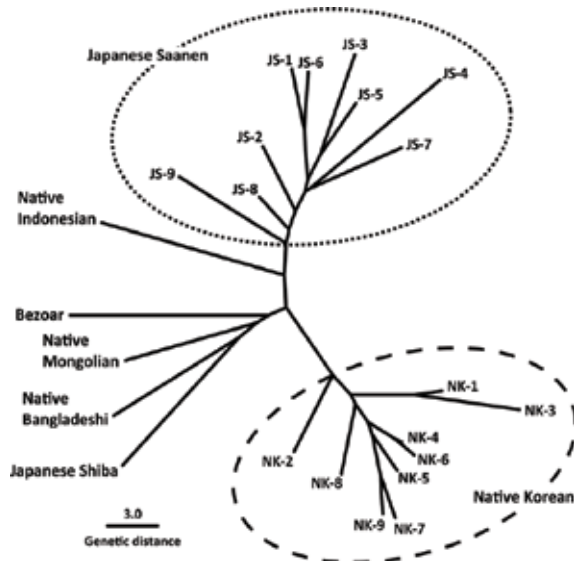 Japanese Saanen
JS-1
JS-6
JS-3
JS-4
JS-5
JS-2
JS-7
JS-9
JS-8
Native
Indonesian
Bezoar
Native
Mongolian
Native
Bangladeshi
Japanese Shiba
NK-1
NK-3
NK-4
NK-6
NK-2
NK-5
NK-8
Native Korean
NK-9
NK-7
3.0
Genetic distance